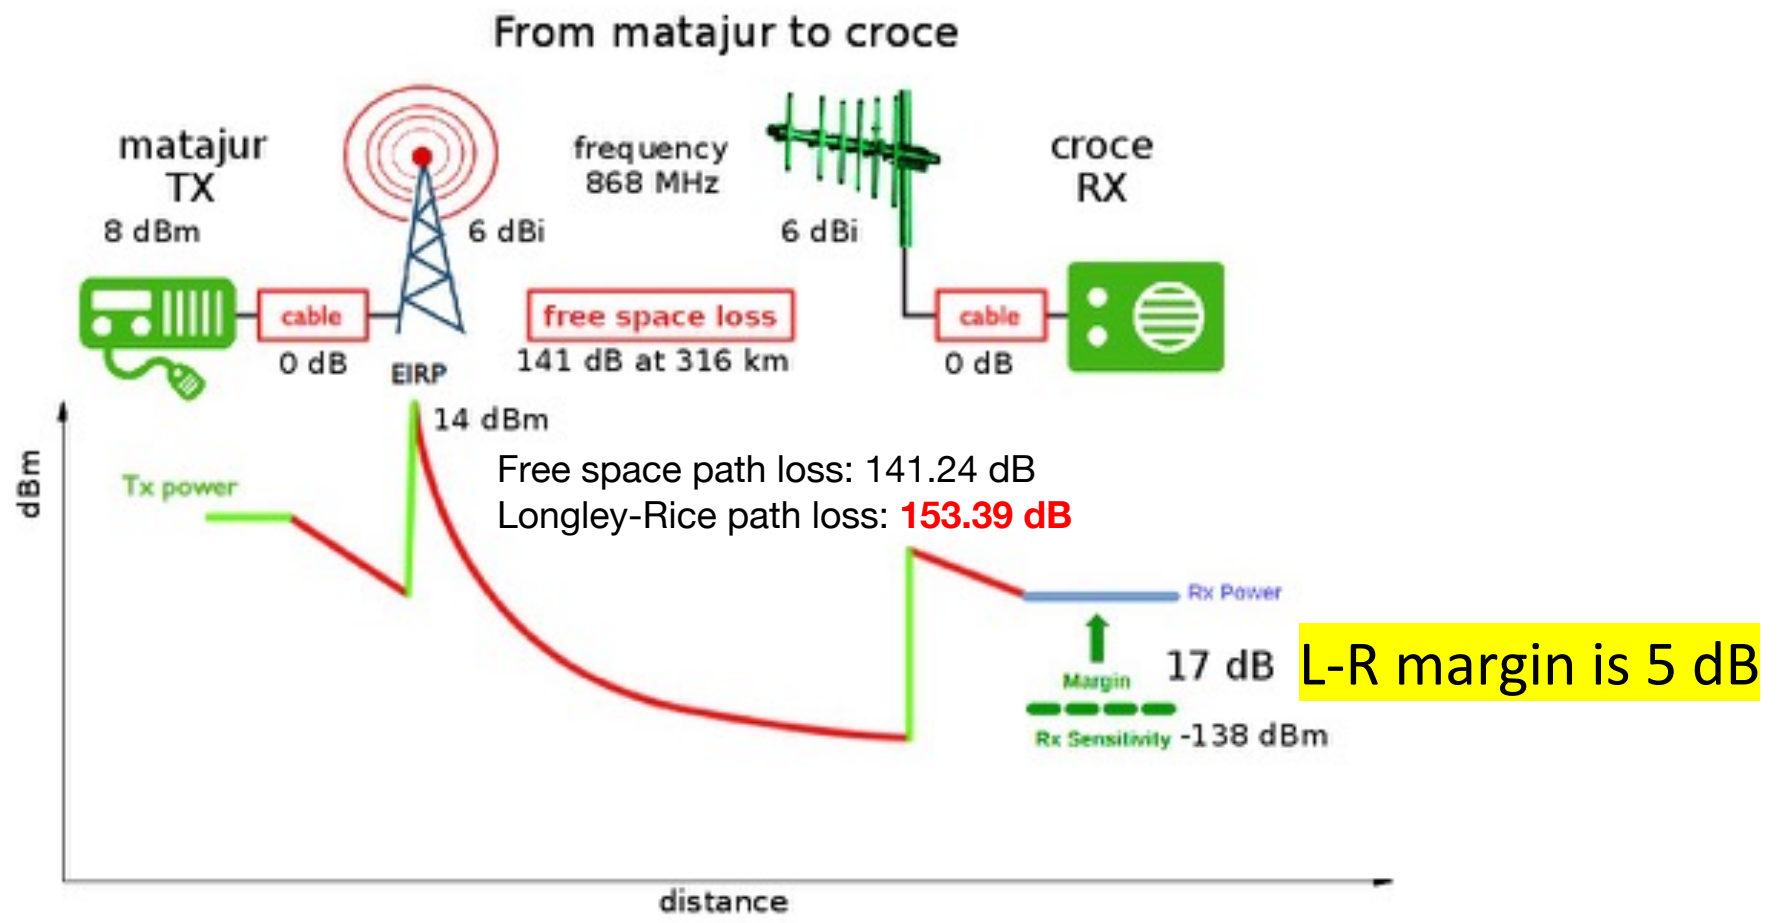 From matajur to croce
matajur
TX
8 dBm
6 dBi
frequency
868 MHz
6 dBi
croce
RX
cable
0 dB
EIRP
free space loss
141 dB at 316 km
cable
0 dB
14 dBm
dBm
Tx power
Free space path loss: 141.24 dB
Longley-Rice path loss: 153.39 dB
Rx Power
17 dB
L-R margin is 5 dB
Margin
Rx Sensitivity
-138 dBm
distance